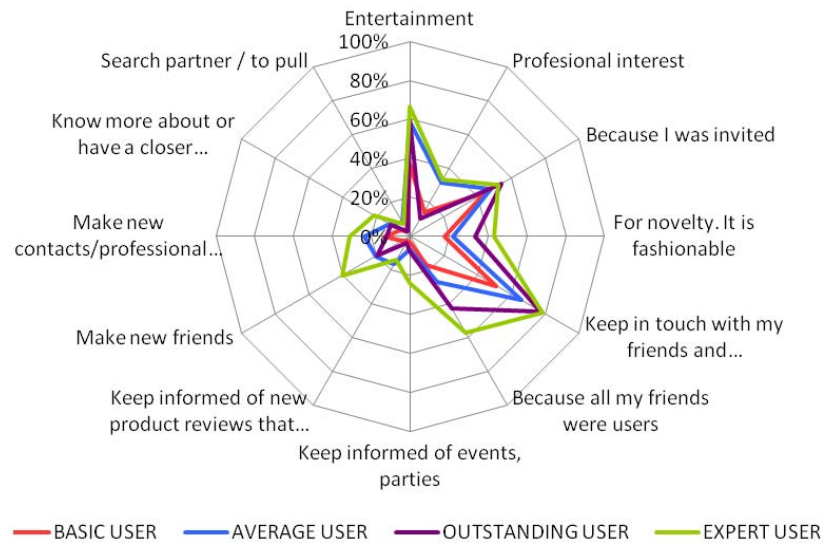 Entertainment
100%
80%
60%
40%
20%
0%
Profesional interest
Because I was invited
For novelty. It is
fashionable
Keep in touch with my
friends and...
Because all my friends
were users
Keep informed of events,
parties
Keep informed of new
product reviews that...
Make new friends
Make new
contacts/professional...
Know more about or
have a closer...
Search partner / to pull
BASIC USER
AVERAGE USER
OUTSTANDING USER
EXPERT USER